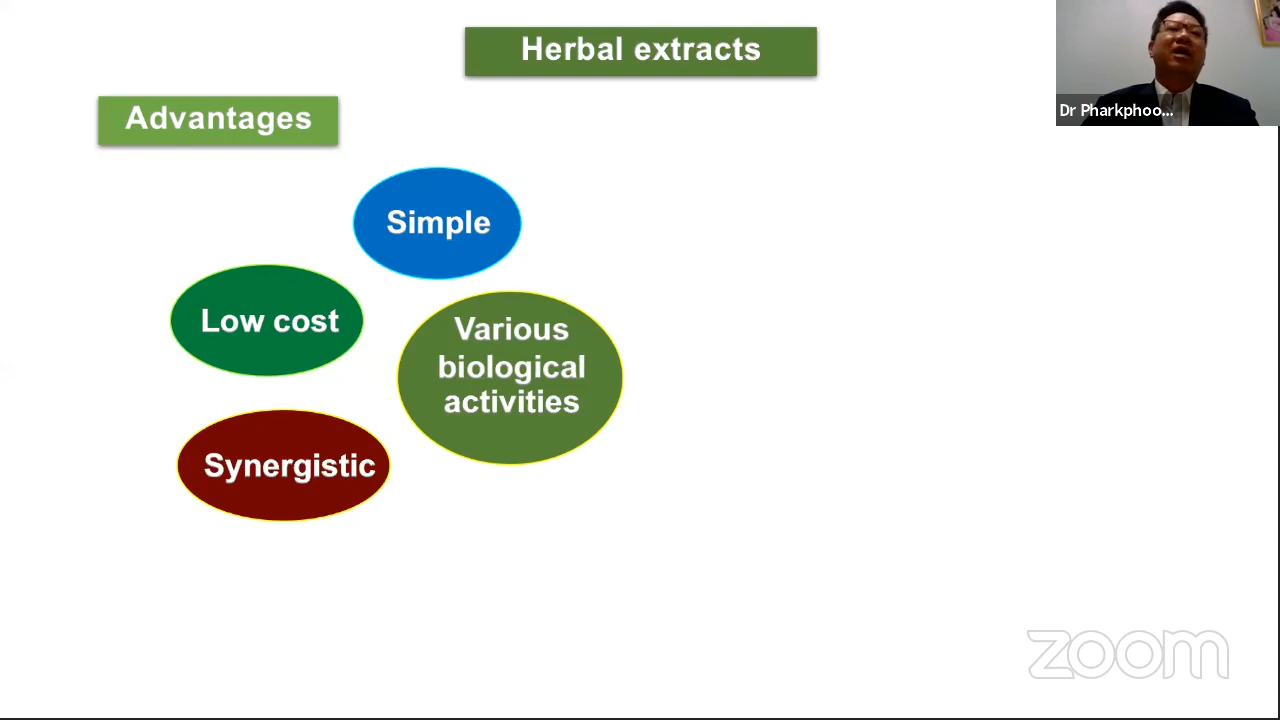 Herbal extracts
Dr Pharkphoo...
Advantages
Simple
Low cost
Various
biological
activities
Synergistic
zoom